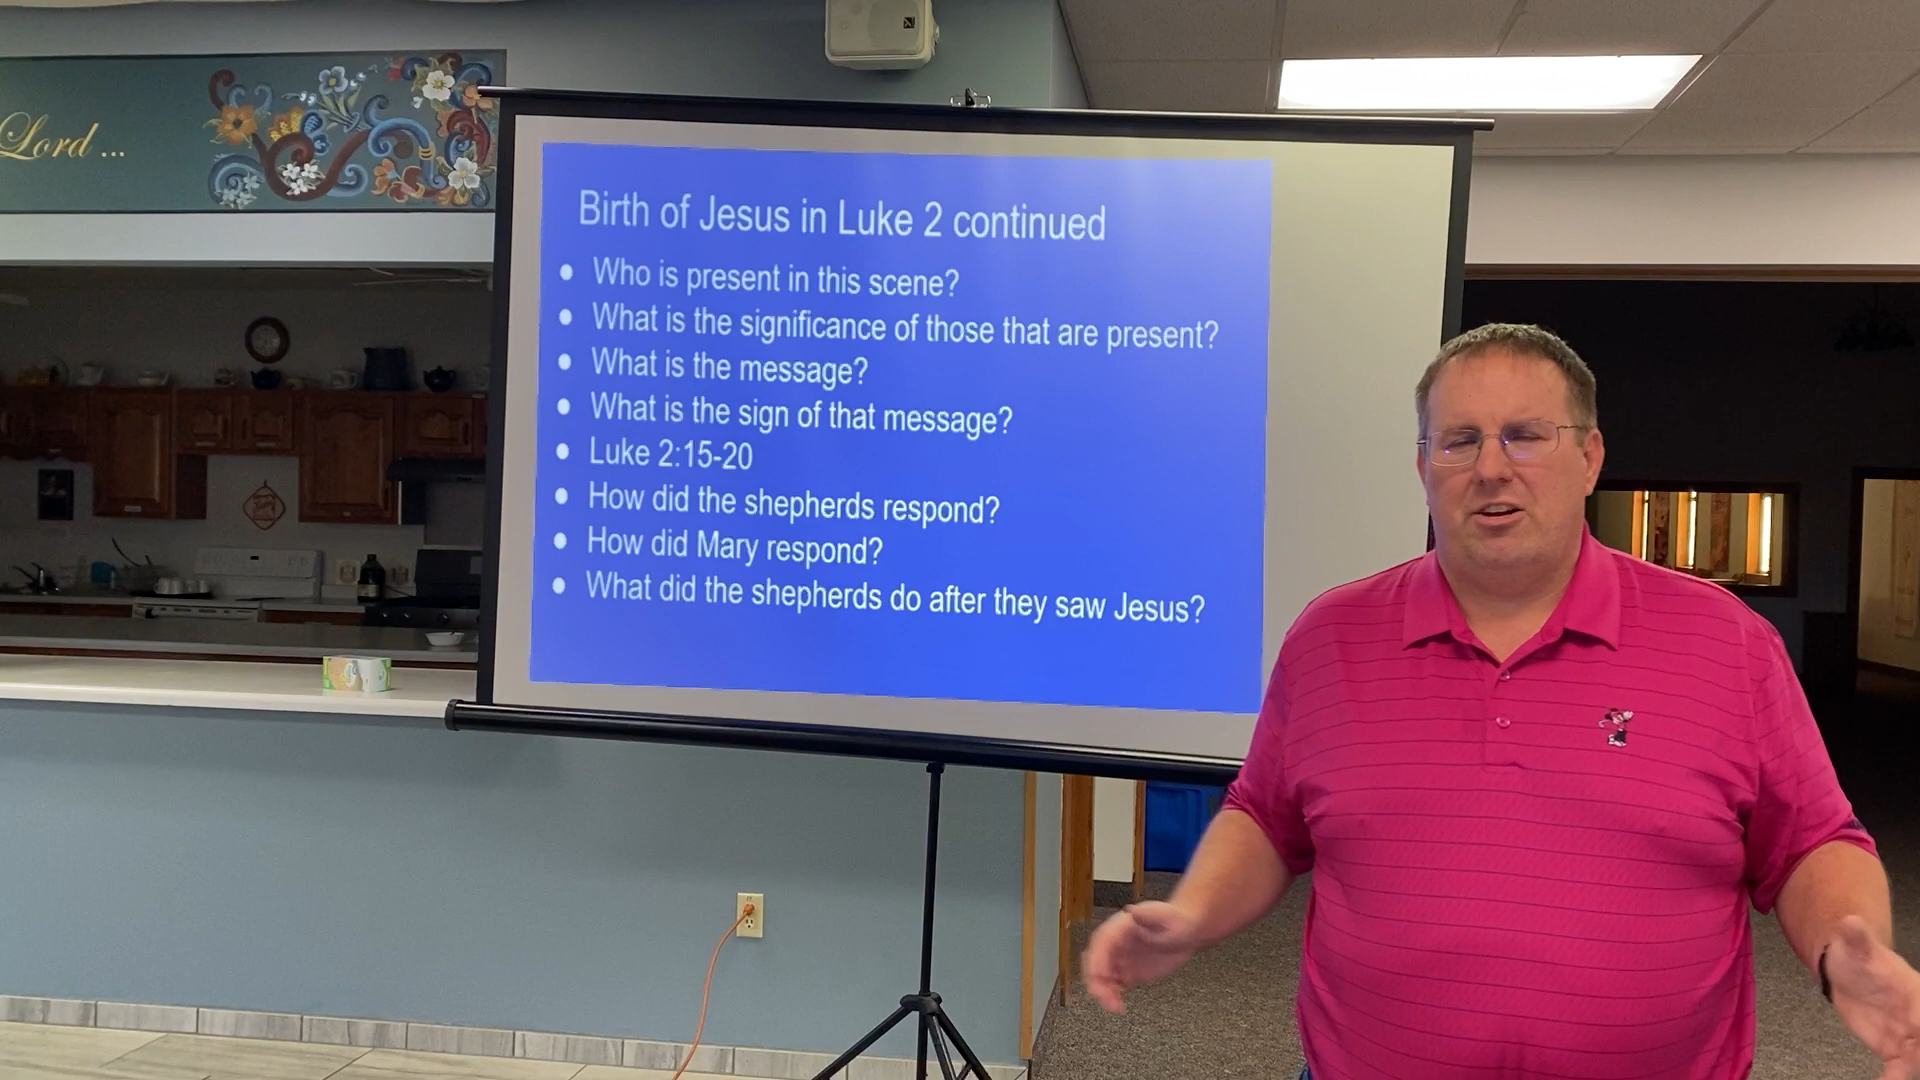 Lord ...
Birth of Jesus in Luke 2 continued
• Who is present in this scene?
• What is the significance of those that are present?
• What is the message?
• What is the sign of that message?
• Luke 2:15-20
• How did the shepherds respond?
• How did Mary respond?
• What did the shepherds do after they saw Jesus?